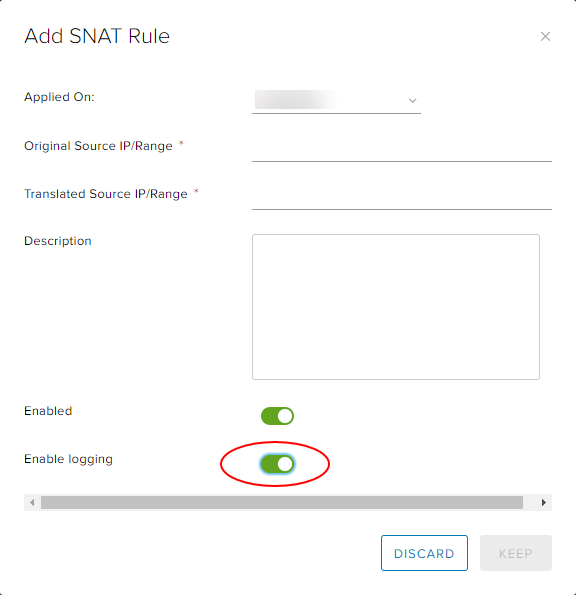 Add SNAT Rule
Applied On:
Original Source IP/Range *
Translated Source IP/Range *
Description
Enabled
Enable logging
DISCARD KEEP